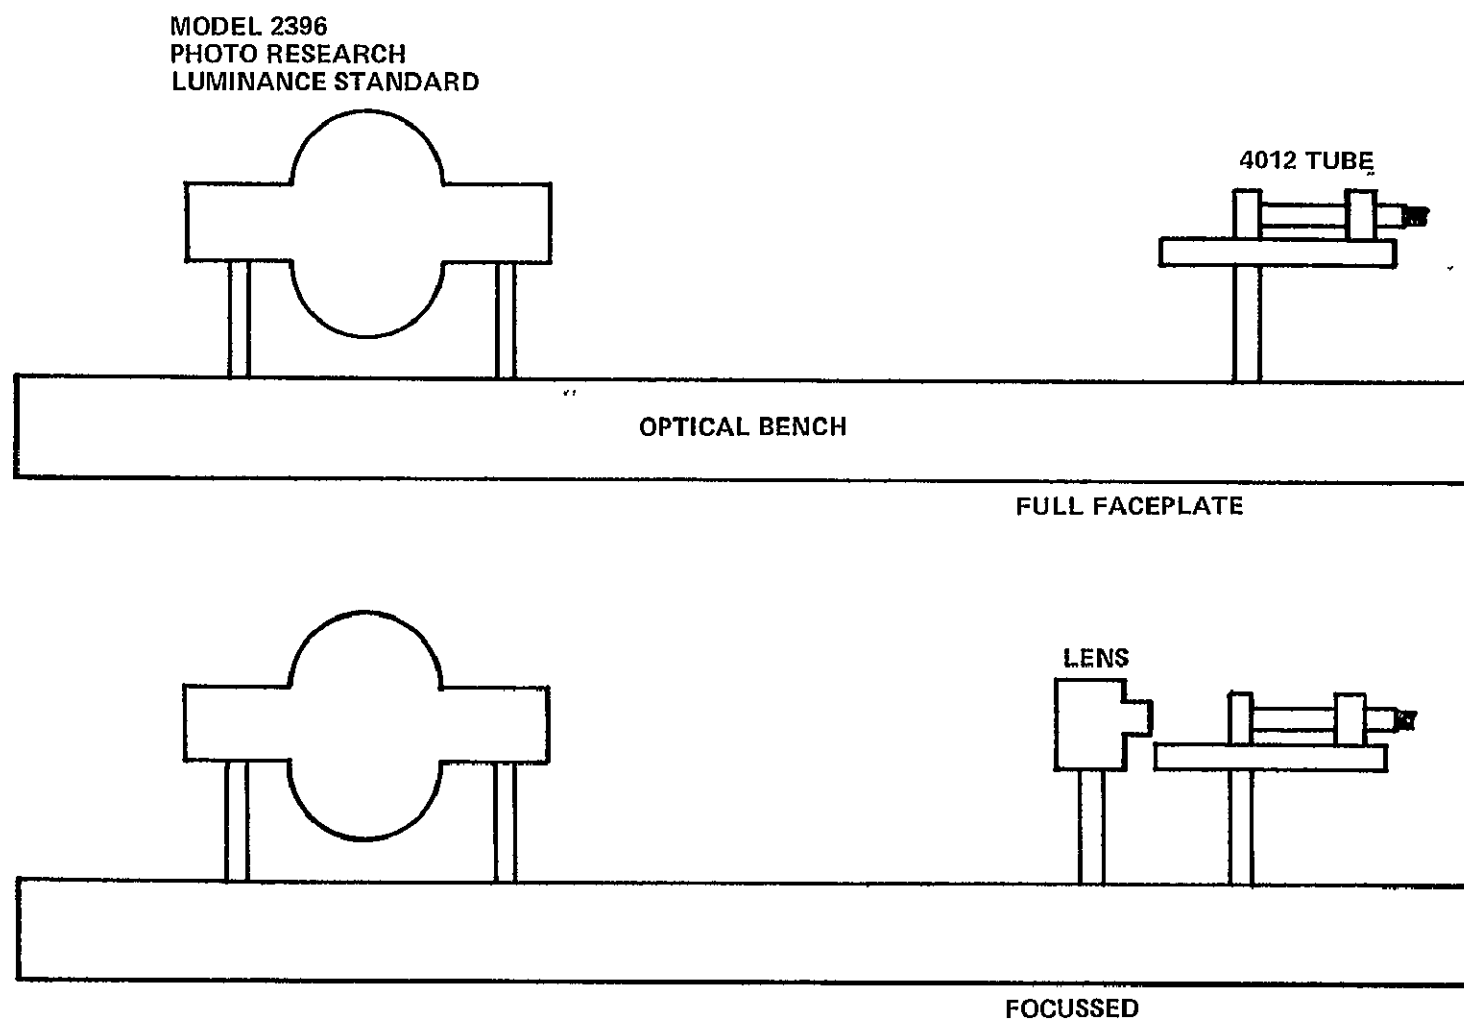 MODEL 2396
PHOTO RESEARCH
LUMINANCE STANDARD
4012 TUBE
OPTICAL BENCH
FULL FACEPLATE
LENS
FOCUSSED